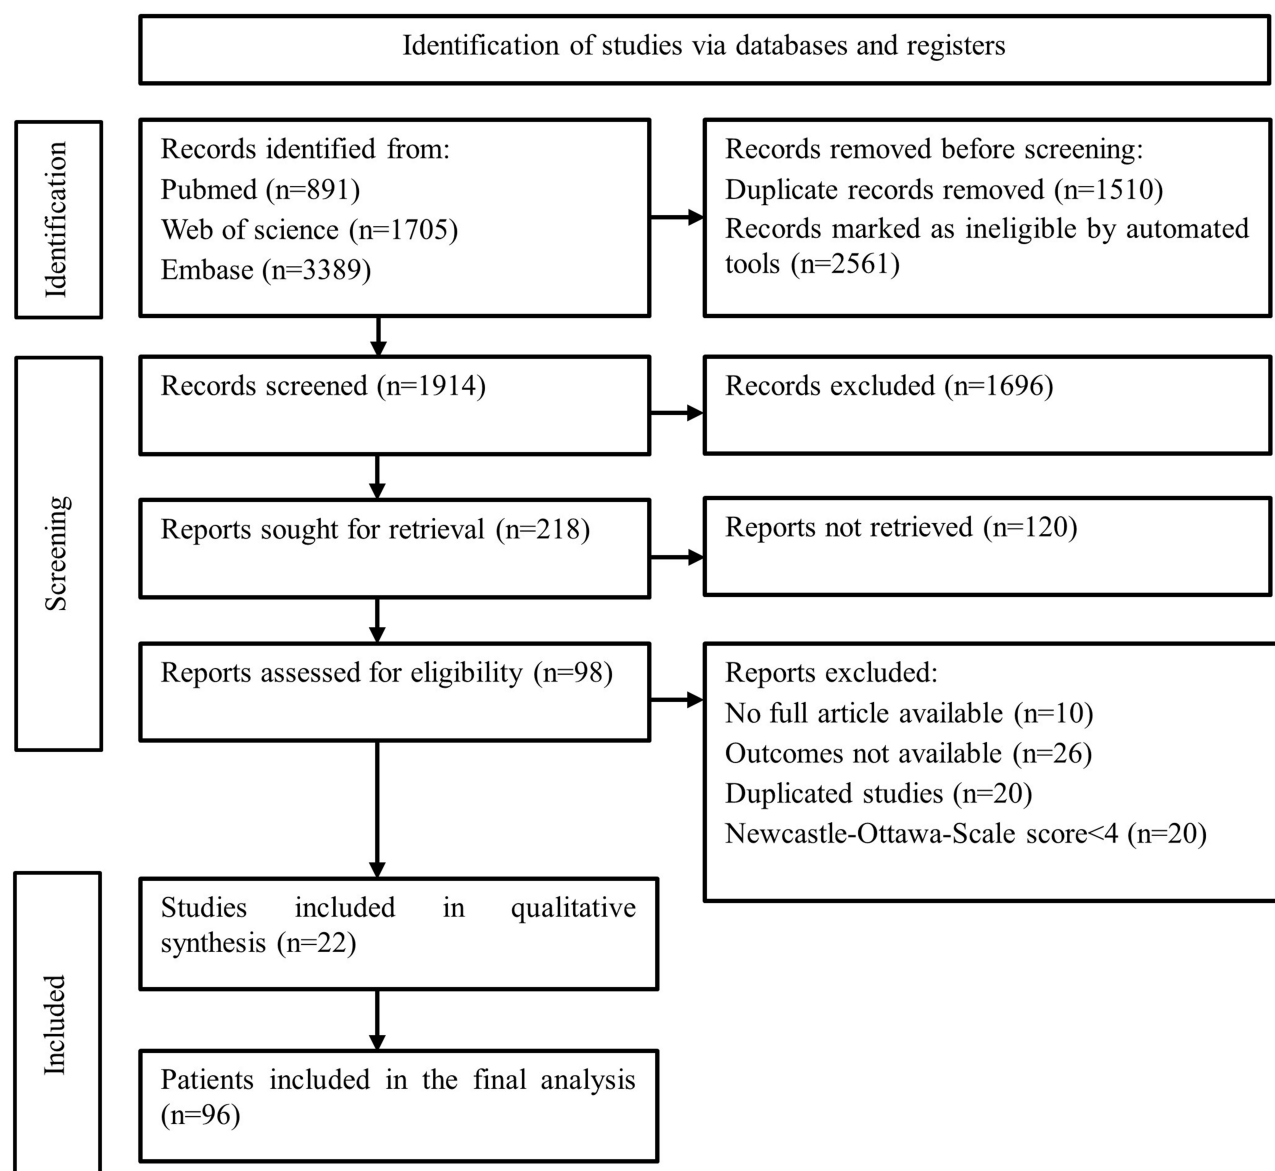 Identification of studies via databases and registers
Identification
Records identified from:
Pubmed (n=891)
Web of science (n=1705)
Embase (n=3389)
Records removed before screening:
Duplicate records removed (n=1510)
Records marked as ineligible by automated
tools (n=2561)
Screening
Records screened (n=1914)
Records excluded (n=1696)
Reports sought for retrieval (n=218)
Reports not retrieved (n=120)
Reports assessed for eligibility (n=98)
Reports excluded:
No full article available (n=10)
Outcomes not available (n=26)
Duplicated studies (n=20)
Newcastle-Ottawa-Scale score<4 (n=20)
Included
Studies included in qualitative
synthesis (n=22)
Patients included in the final analysis
(n=96)